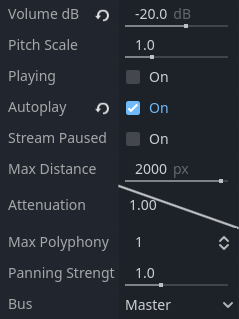 Volume dB -20.0 dB
Pitch Scale 1.0
Playing On
Autoplay On
Stream Paused On
Max Distance 2000 px
Attenuation 1.00
Max Polyphony 1
Panning Strengt 1.0
Bus Master